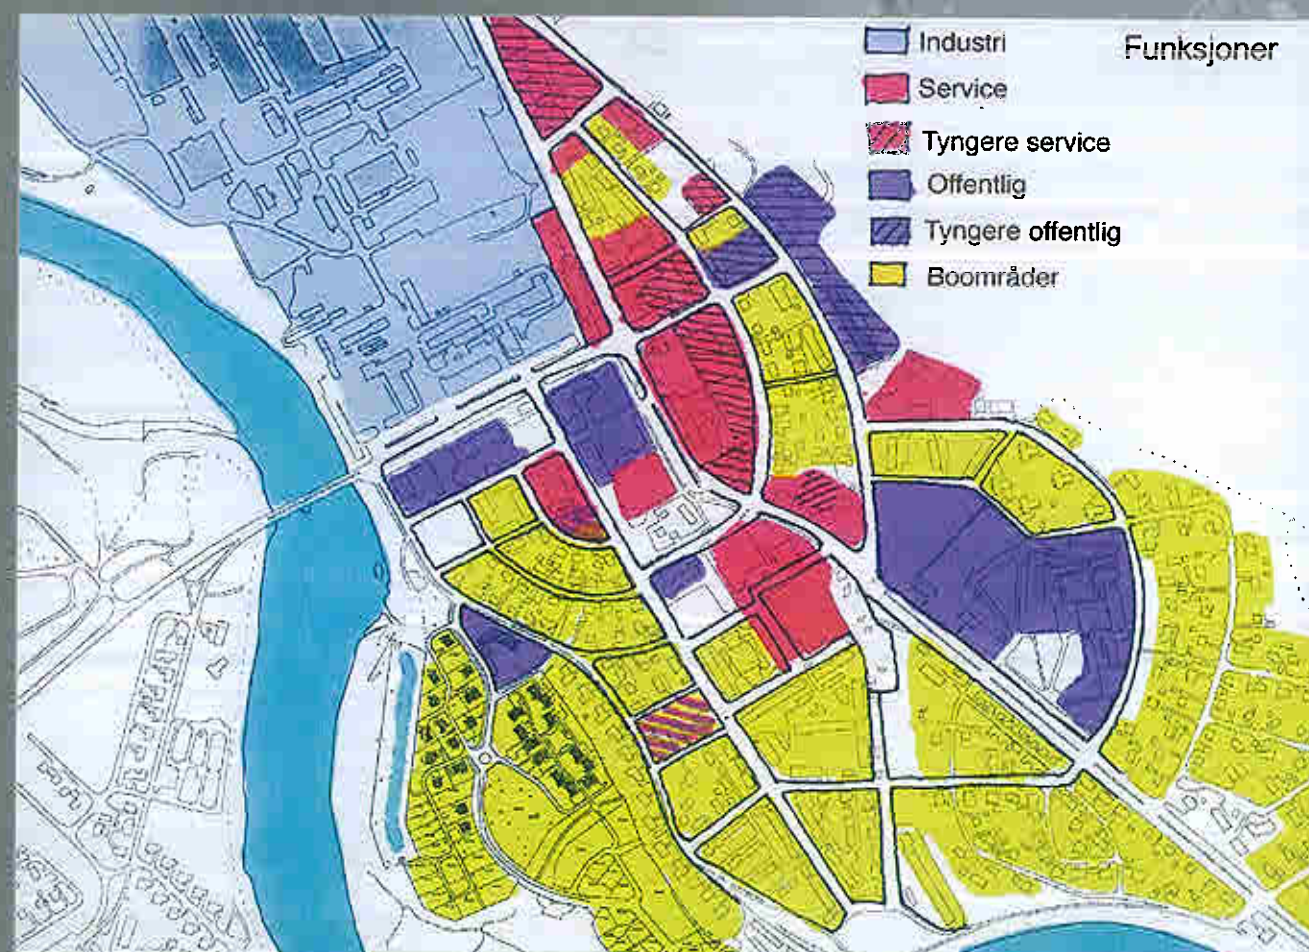 Funksjoner
Industri
Service
Tyngere service
Offentlig
Tyngere offentlig
Boområder